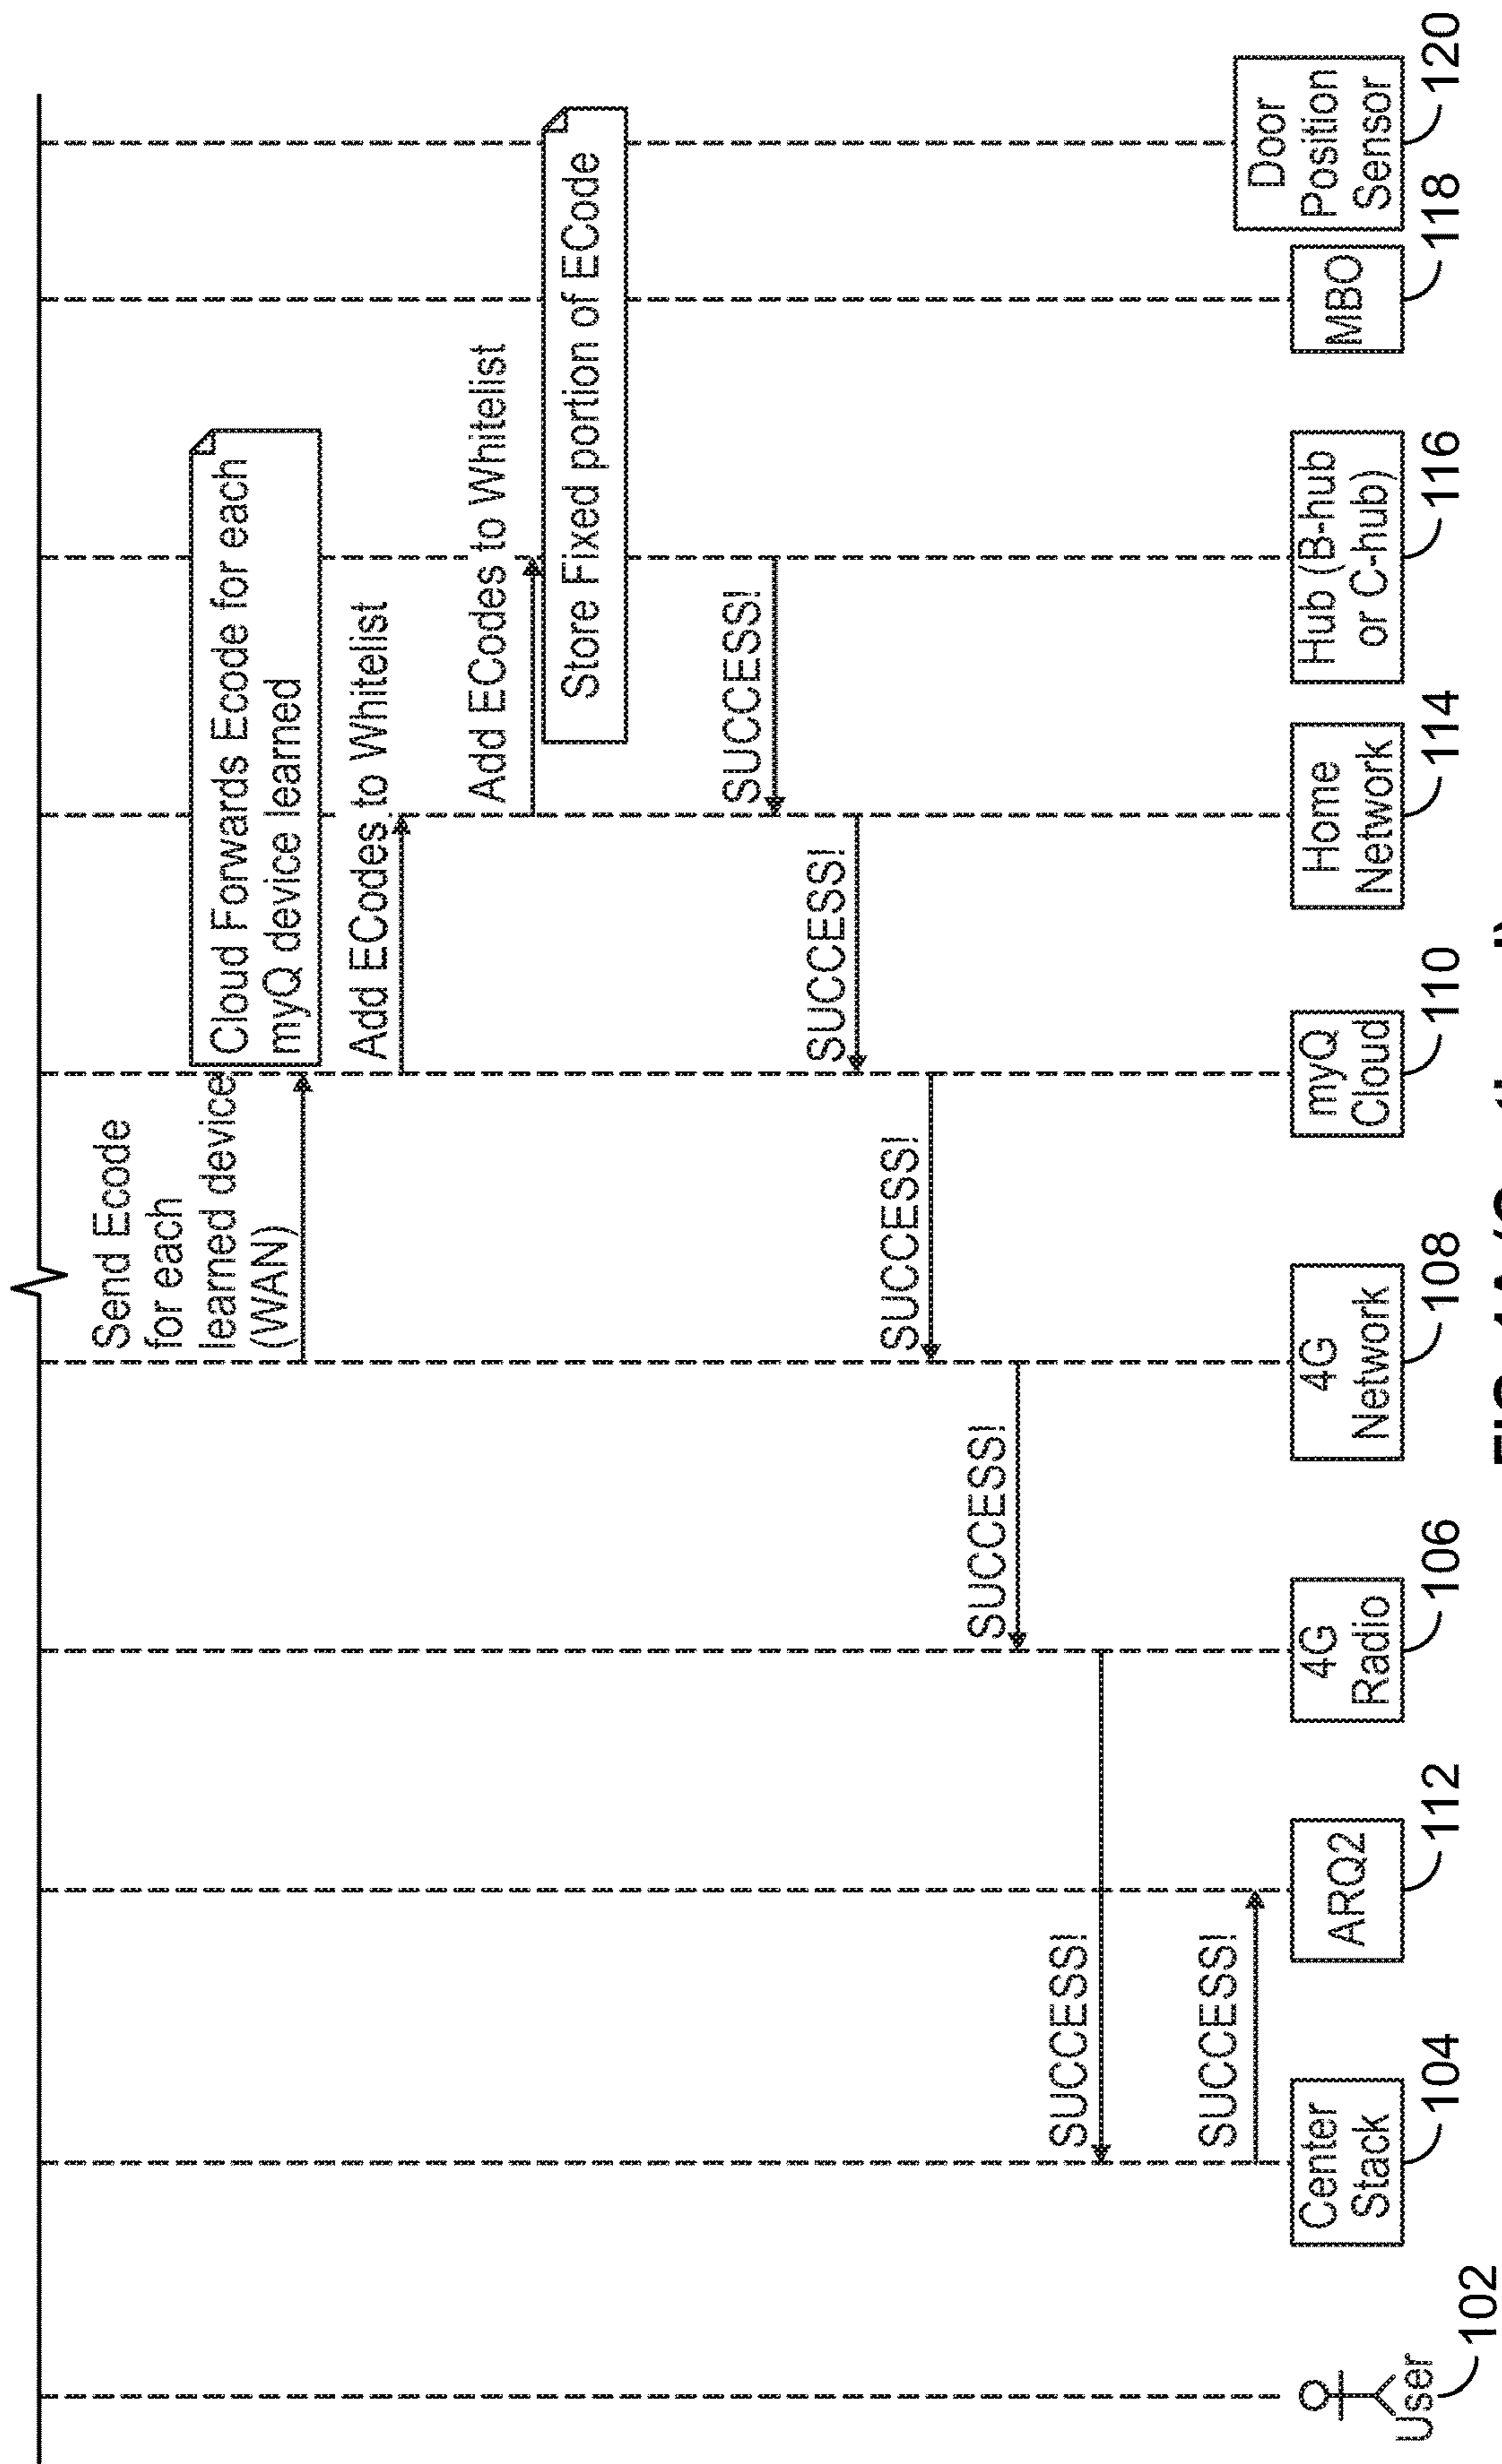 Send Ecode
for each
learned device
(WAN)
Cloud Forwards Ecode for each
myQ device learned
Add ECodes to Whitelist
Add ECodes to Whitelist
Store Fixed portion of ECode
SUCCESS!
SUCCESS!
SUCCESS!
SUCCESS!
SUCCESS!
SUCCESS!
User
102
Center
Stack
104
ARQ2
112
4G
Radio
106
4G
Network
108
myQ
Cloud
110
Home
Network
114
Hub (B-hub
or C-hub)
116
MBO
118
Door
Position
Sensor
120